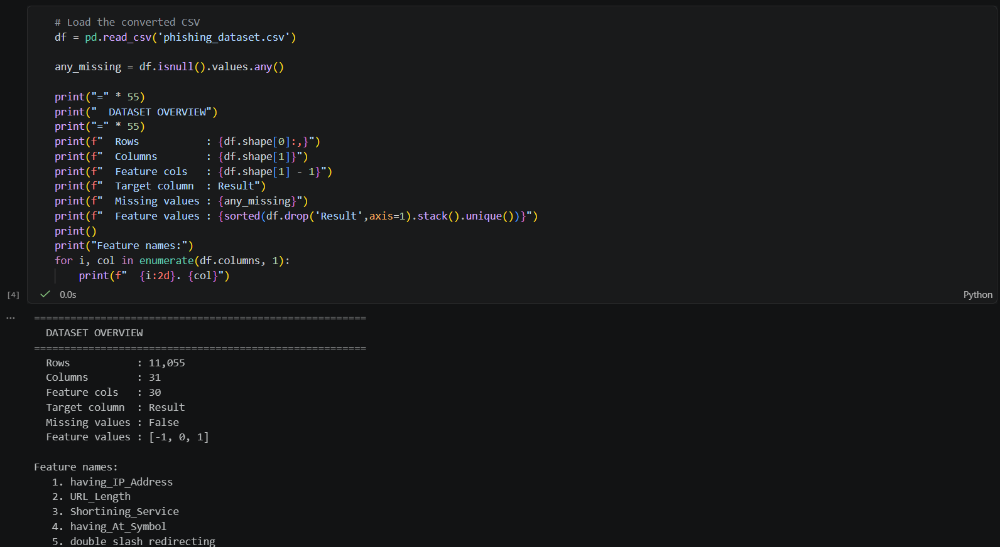 # Load the converted CSV
df = pd.read_csv('phishing_dataset.csv')
any_missing = df.isnull().values.any()
print("=" * 55)
print("  DATASET OVERVIEW")
print("=" * 55)
print(f"  Rows           : {df.shape[0]:,}")
print(f"  Columns        : {df.shape[1]}")
print(f"  Feature cols   : {df.shape[1] - 1}")
print(f"  Target column  : Result")
print(f"  Missing values : {any_missing}")
print(f"  Feature values : {sorted(df.drop('Result',axis=1).stack().unique())}")
print()
print("Feature names:")
for i, col in enumerate(df.columns, 1):
    print(f"  {i:2d}. {col}")
[4] 0.0s Python
=======================================================
  DATASET OVERVIEW
=======================================================
  Rows           : 11,055
  Columns        : 31
  Feature cols   : 30
  Target column  : Result
  Missing values : False
  Feature values : [-1, 0, 1]
Feature names:
   1. having_IP_Address
   2. URL_Length
   3. Shortining_Service
   4. having_At_Symbol
   5. double_slash_redirecting